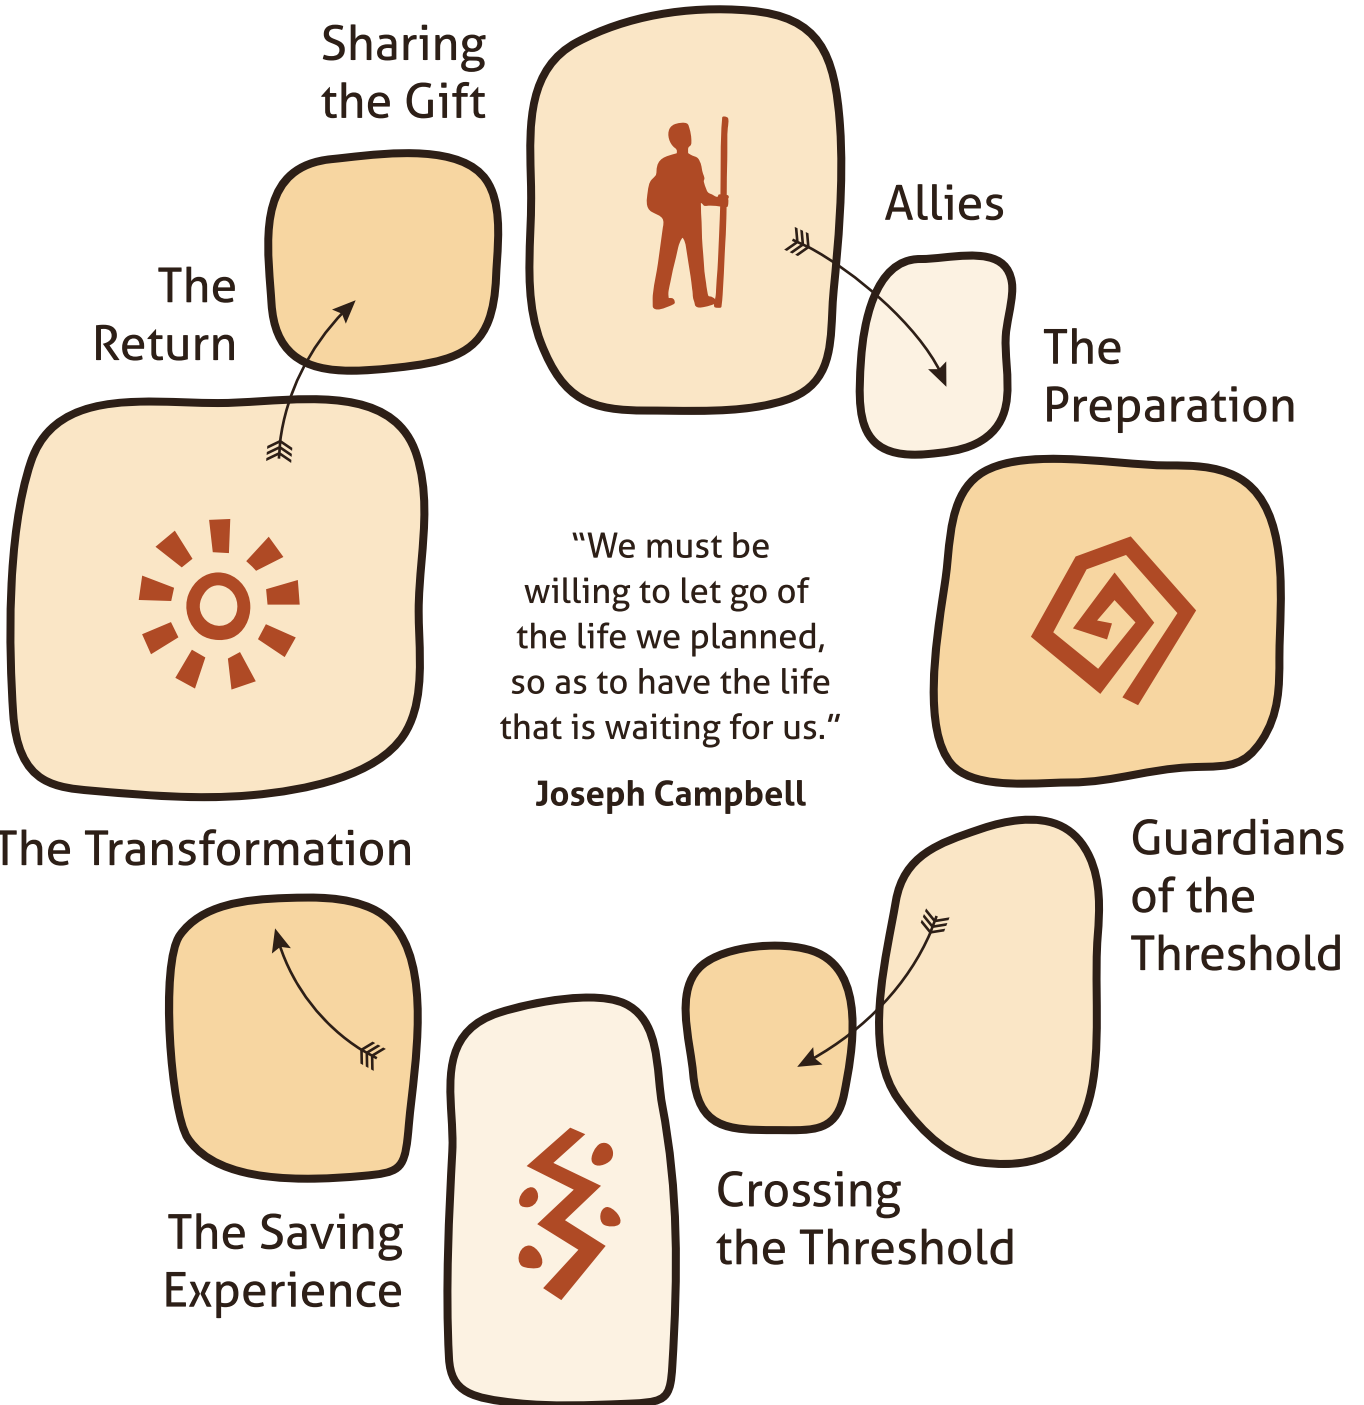 Sharing
the Gift
Allies
The
Return
The
Preparation
“We must be
willing to let go of
the life we planned,
so as to have the life
that is waiting for us.”
Joseph Campbell
Guardians
of the
Threshold
The Transformation
Crossing
the Threshold
The Saving
Experience